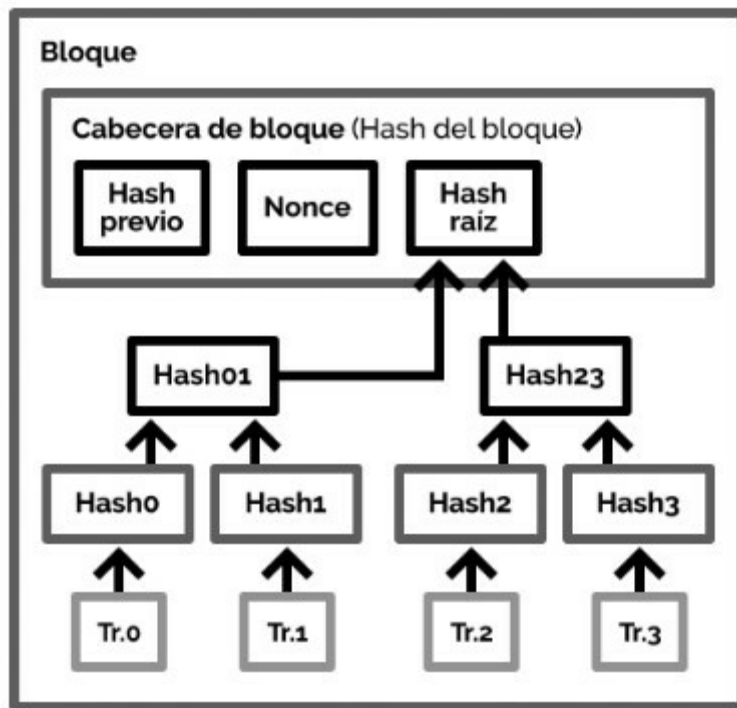 Bloque
Cabecera de bloque (Hash del bloque)
Hash
previo
Nonce
Hash
raíz
Hash01
Hash23
Hash0
Hash1
Hash2
Hash3
Tr.0
Tr.1
Tr.2
Tr.3